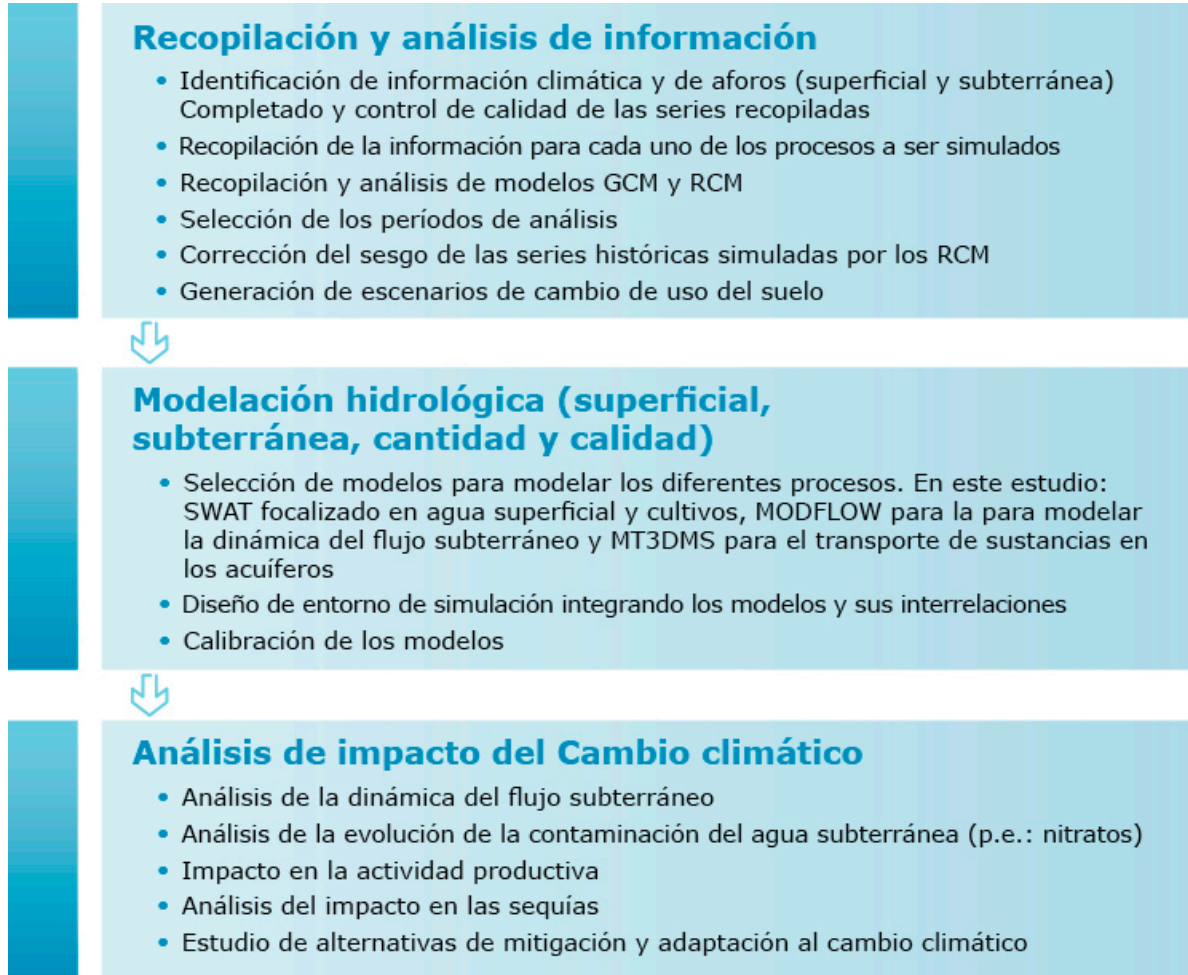 Recopilación y análisis de información
• Identificación de información climática y de aforos (superficial y subterránea)
Completado y control de calidad de las series recopiladas
• Recopilación de la información para cada uno de los procesos a ser simulados
• Recopilación y análisis de modelos GCM y RCM
• Selección de los períodos de análisis
• Corrección del sesgo de las series históricas simuladas por los RCM
• Generación de escenarios de cambio de uso del suelo
Modelación hidrológica (superficial,
subterránea, cantidad y calidad)
• Selección de modelos para modelar los diferentes procesos. En este estudio:
SWAT focalizado en agua superficial y cultivos, MODFLOW para la para modelar
la dinámica del flujo subterráneo y MT3DMS para el transporte de sustancias en
los acuíferos
• Diseño de entorno de simulación integrando los modelos y sus interrelaciones
• Calibración de los modelos
Análisis de impacto del Cambio climático
• Análisis de la dinámica del flujo subterráneo
• Análisis de la evolución de la contaminación del agua subterránea (p.e.: nitratos)
• Impacto en la actividad productiva
• Análisis del impacto en las sequías
• Estudio de alternativas de mitigación y adaptación al cambio climático